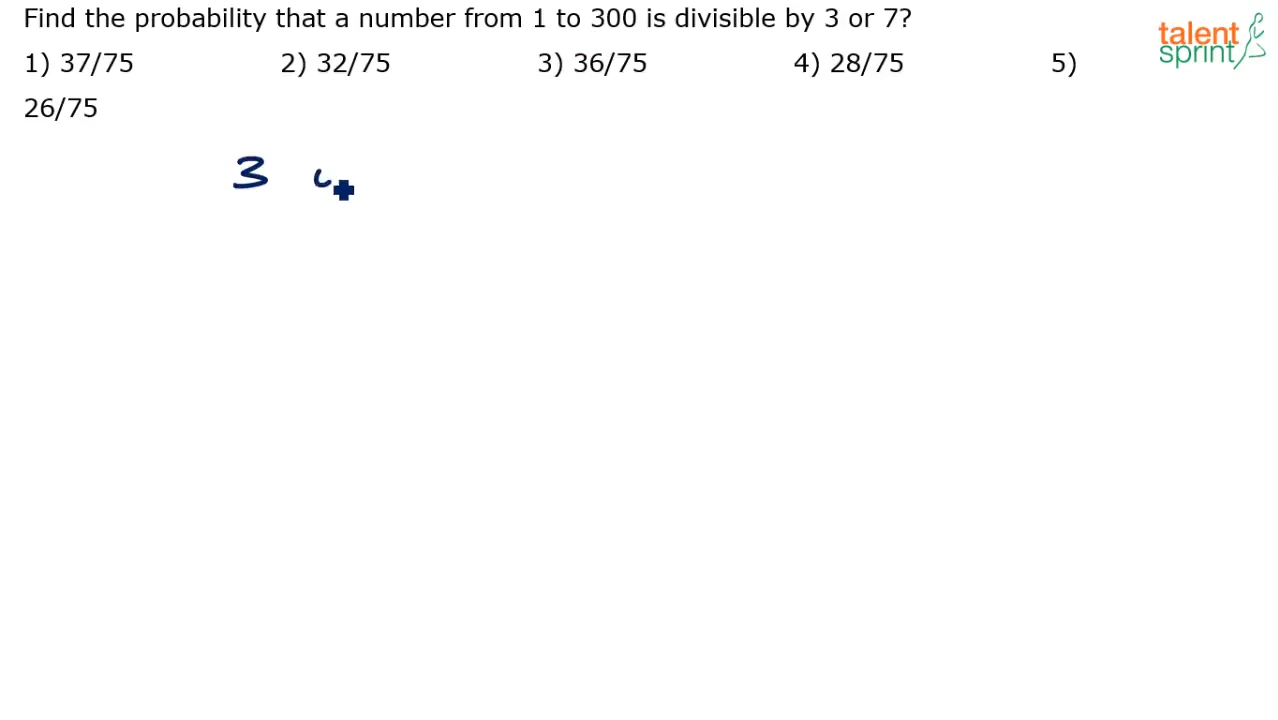 Find the probability that a number from 1 to 300 is divisible by 3 or 7?
1) 37/75 2) 32/75 3) 36/75 4) 28/75 5)
26/75
talent
sprint
3